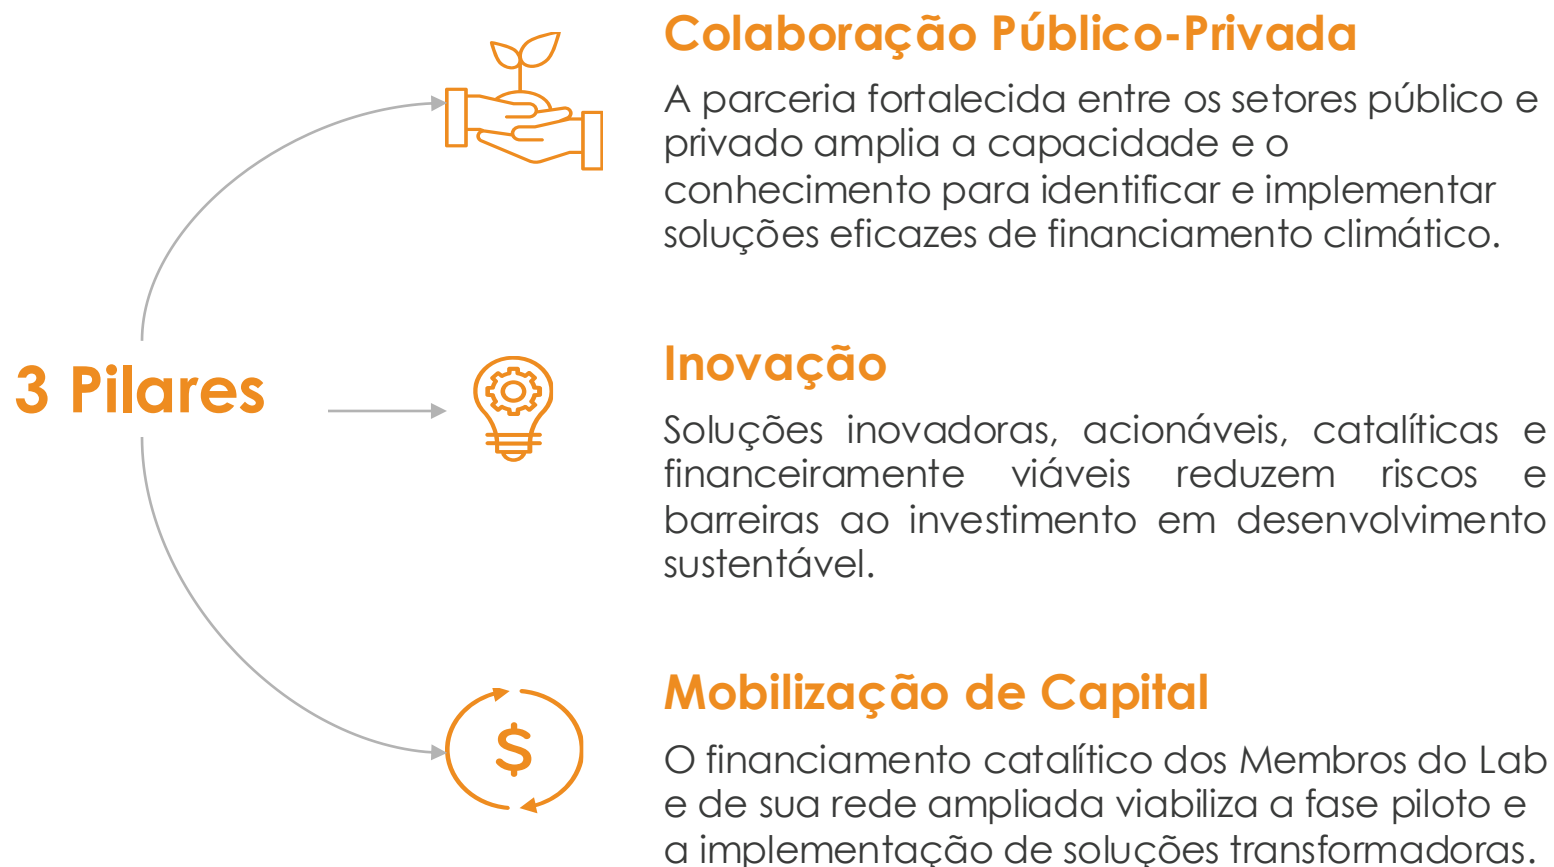 Colaboração Público-Privada
A parceria fortalecida entre os setores público e
privado amplia a capacidade e o
conhecimento para identificar e implementar
soluções eficazes de financiamento climático.
3 Pilares
Inovação
Soluções inovadoras, acionáveis, catalíticas e
financeiramente viáveis reduzem riscos e
barreiras ao investimento em desenvolvimento
sustentável.
Mobilização de Capital
$
O financiamento catalítico dos Membros do Lab
e de sua rede ampliada viabiliza a fase piloto e
a implementação de soluções transformadoras.